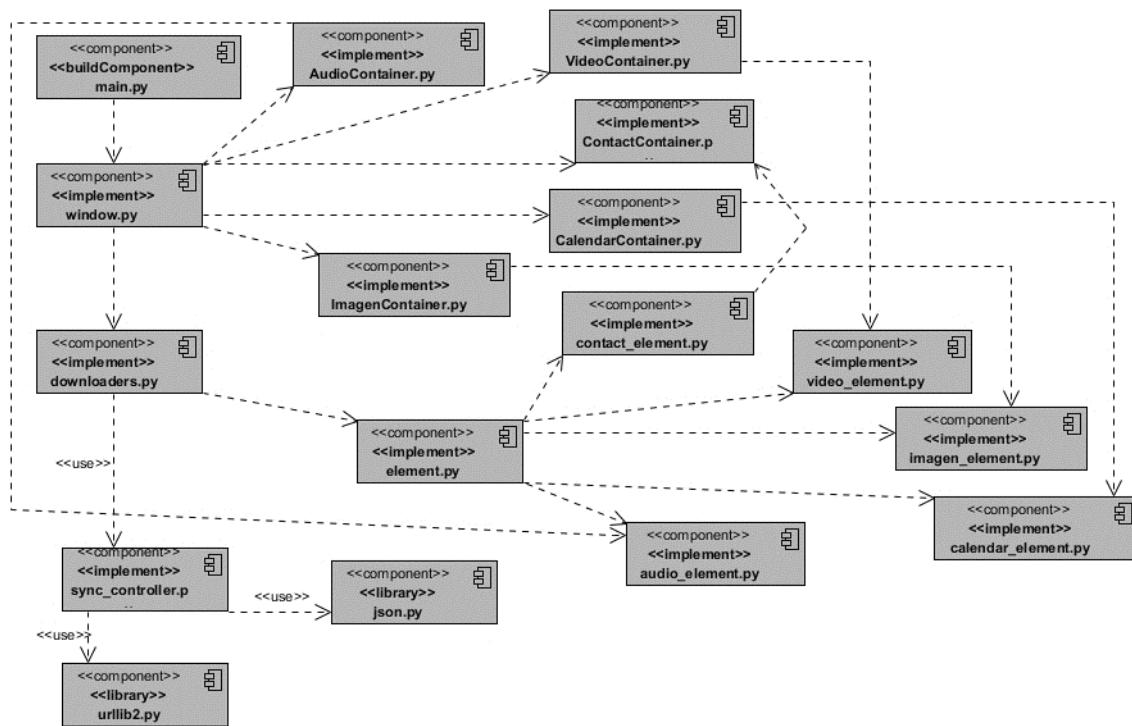 <<component>>
<<implement>>
AudioContainer.py
<<component>>
<<implement>>
VideoContainer.py
<<component>>
<<buildComponent>>
main.py
<<component>>
<<implement>>
ContactContainer.p
..
<<component>>
<<implement>>
window.py
<<component>>
<<implement>>
CalendarContainer.py
<<component>>
<<implement>>
ImagenContainer.py
<<component>>
<<implement>>
contact_element.py
<<component>>
<<implement>>
downloaders.py
<<component>>
<<implement>>
video_element.py
<<component>>
<<implement>>
element.py
<<component>>
<<implement>>
imagen_element.py
<<use>>
<<component>>
<<implement>>
calendar_element.py
<<component>>
<<implement>>
audio_element.py
<<component>>
<<implement>>
sync_controller.p
..
<<use>>
<<component>>
<<library>>
json.py
<<use>>
<<component>>
<<library>>
urllib2.py